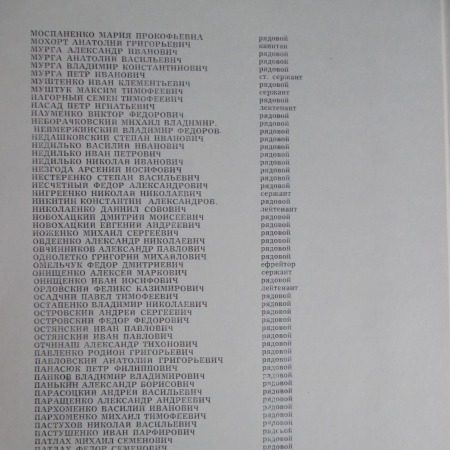 МОСПАНЕНКО МАРИЯ ПРОКОФЬЕВНА рядовой
МОХОРТ АНАТОЛИЙ ГРИГОРЬЕВИЧ капитан
МУРГА АЛЕКСАНДР ИВАНОВИЧ рядовой
МУРГА АНАТОЛИЙ ВАСИЛЬЕВИЧ рядовой
МУРГА ВЛАДИМИР КОНСТАНТИНОВИЧ рядовой
МУРГА ПЕТР ИВАНОВИЧ ст. сержант
МУШТЕНКО ИВАН КЛЕМЕНТЬЕВИЧ рядовой
МУШТУК МАКСИМ ТИМОФЕЕВИЧ сержант
НАГОРНЫЙ СЕМЕН ТИМОФЕЕВИЧ рядовой
НАСАД ПЕТР ИГНАТЬЕВИЧ лейтенант
НАУМЕНКО ВИКТОР ФЕДОРОВИЧ рядовой
НЕБОРАЧКОВСКИЙ МИХАИЛ ВЛАДИМИР. рядовой
НЕВМЕРЖИНСКИЙ ВЛАДИМИР ФЕДОРОВ. рядовой
НЕДАШКОВСКИЙ СТЕПАН ИВАНОВИЧ рядовой
НЕДИЛЬКО ВАСИЛИЙ ИВАНОВИЧ рядовой
НЕДИЛЬКО ИВАН ПЕТРОВИЧ рядовой
НЕДИЛЬКО НИКОЛАЙ ИВАНОВИЧ рядовой
НЕЗГОДА АРСЕНИЙ ИОСИФОВИЧ рядовой
НЕСТЕРЕНКО СТЕПАН ВАСИЛЬЕВИЧ рядовой
НЕСЧЕТНЫЙ ФЕДОР АЛЕКСАНДРОВИЧ рядовой
НИГРЕЕНКО НИКОЛАЙ НИКОЛАЕВИЧ сержант
НИКИТИН КОНСТАНТИН АЛЕКСАНДРОВ. рядовой
НИКОЛАЕНКО ДАНИИЛ СОВОВИЧ лейтенант
НОВОХАЦКИЙ ДМИТРИЙ МОИСЕЕВИЧ рядовой
НОВОХАЦКИЙ ЕВГЕНИЙ АНДРЕЕВИЧ рядовой
НОЖЕНКО МИХАИЛ СЕРГЕЕВИЧ рядовой
ОВДЕЕНКО АЛЕКСАНДР НИКОЛАЕВИЧ рядовой
ОВЧИННИКОВ АЛЕКСАНДР ПАВЛОВИЧ рядовой
ОДНОЛЕТКО ГРИГОРИЙ МИХАЙЛОВИЧ рядовой
ОМЕЛЬЧУК ФЕДОР ДМИТРИЕВИЧ ефрейтор
ОНИЩЕНКО АЛЕКСЕЙ МАРКОВИЧ сержант
ОНИЩЕНКО ИВАН ИОСИФОВИЧ рядовой
ОРЛОВСКИЙ ФЕЛИКС КАЗИМИРОВИЧ лейтенант
ОСАДЧИЙ ПАВЕЛ ТИМОФЕЕВИЧ рядовой
ОСТАПЕНКО ВЛАДИМИР НИКОЛАЕВИЧ рядовой
ОСТРОВСКИЙ АНДРЕЙ СЕРГЕЕВИЧ рядовой
ОСТРОВСКИЙ ФЕДОР ФЕДОРОВИЧ рядовой
ОСТЯНСКИЙ ИВАН ПАВЛОВИЧ рядовой
ОСТЯНСКИЙ ИВАН ПАВЛОВИЧ рядовой
ОТЧИНАШ АЛЕКСАНДР ТИХОНОВИЧ рядовой
ПАВЛЕНКО РОДИОН ГРИГОРЬЕВИЧ рядовой
ПАВЛОВСКИЙ АНАТОЛИЙ ГРИГОРЬЕВИЧ рядовой
ПАНАСЮК ПЕТР ФИЛИППОВИЧ рядовой
ПАНКОВ ВЛАДИМИР ВЛАДИМИРОВИЧ рядовой
ПАНЬКИН АЛЕКСАНДР БОРИСОВИЧ рядовой
ПАРАСОЦКИЙ АНДРЕЙ ВАСИЛЬЕВИЧ рядовой
ПАРАЩЕНКО АЛЕКСАНДР АНДРЕЕВИЧ рядовой
ПАРХОМЕНКО ВАСИЛИЙ ИВАНОВИЧ рядовой
ПАРХОМЕНКО МИХАИЛ ТИМОФЕЕВИЧ рядовой
ПАСТУХОВ НИКОЛАЙ ВАСИЛЬЕВИЧ рядовой
ПАСТУШЕНКО ИВАН ПАРФИРОВИЧ рядовой
ПАТЛАХ МИХАИЛ СЕМЕНОВИЧ рядовой
ПАТЛАХ ФЕДОР СЕМЕНОВИЧ рядовой